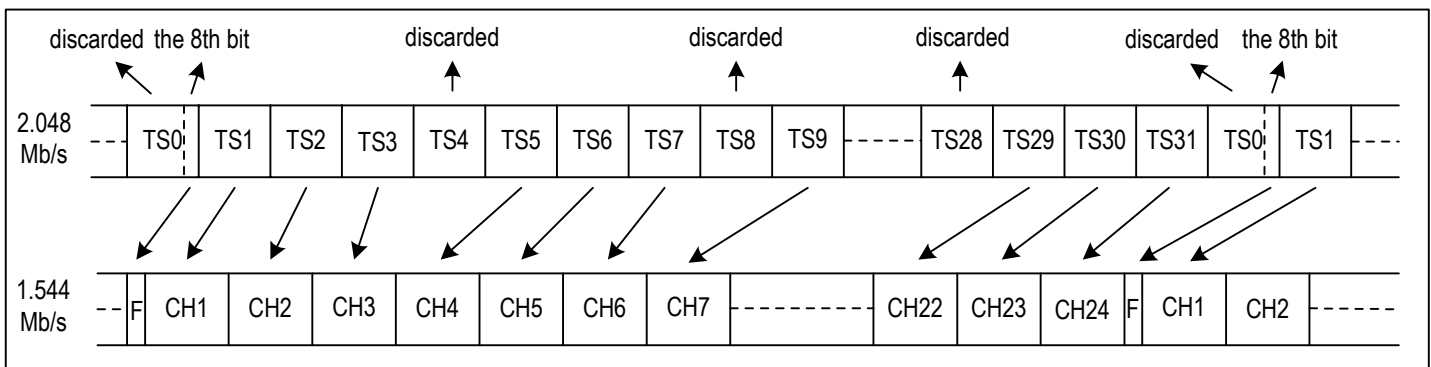 discarded the 8th bit discarded discarded discarded discarded the 8th bit
2.048 Mb/s TS0 TS1 TS2 TS3 TS4 TS5 TS6 TS7 TS8 TS9 TS28 TS29 TS30 TS31 TS0 TS1
1.544 Mb/s F CH1 CH2 CH3 CH4 CH5 CH6 CH7 CH22 CH23 CH24 F CH1 CH2